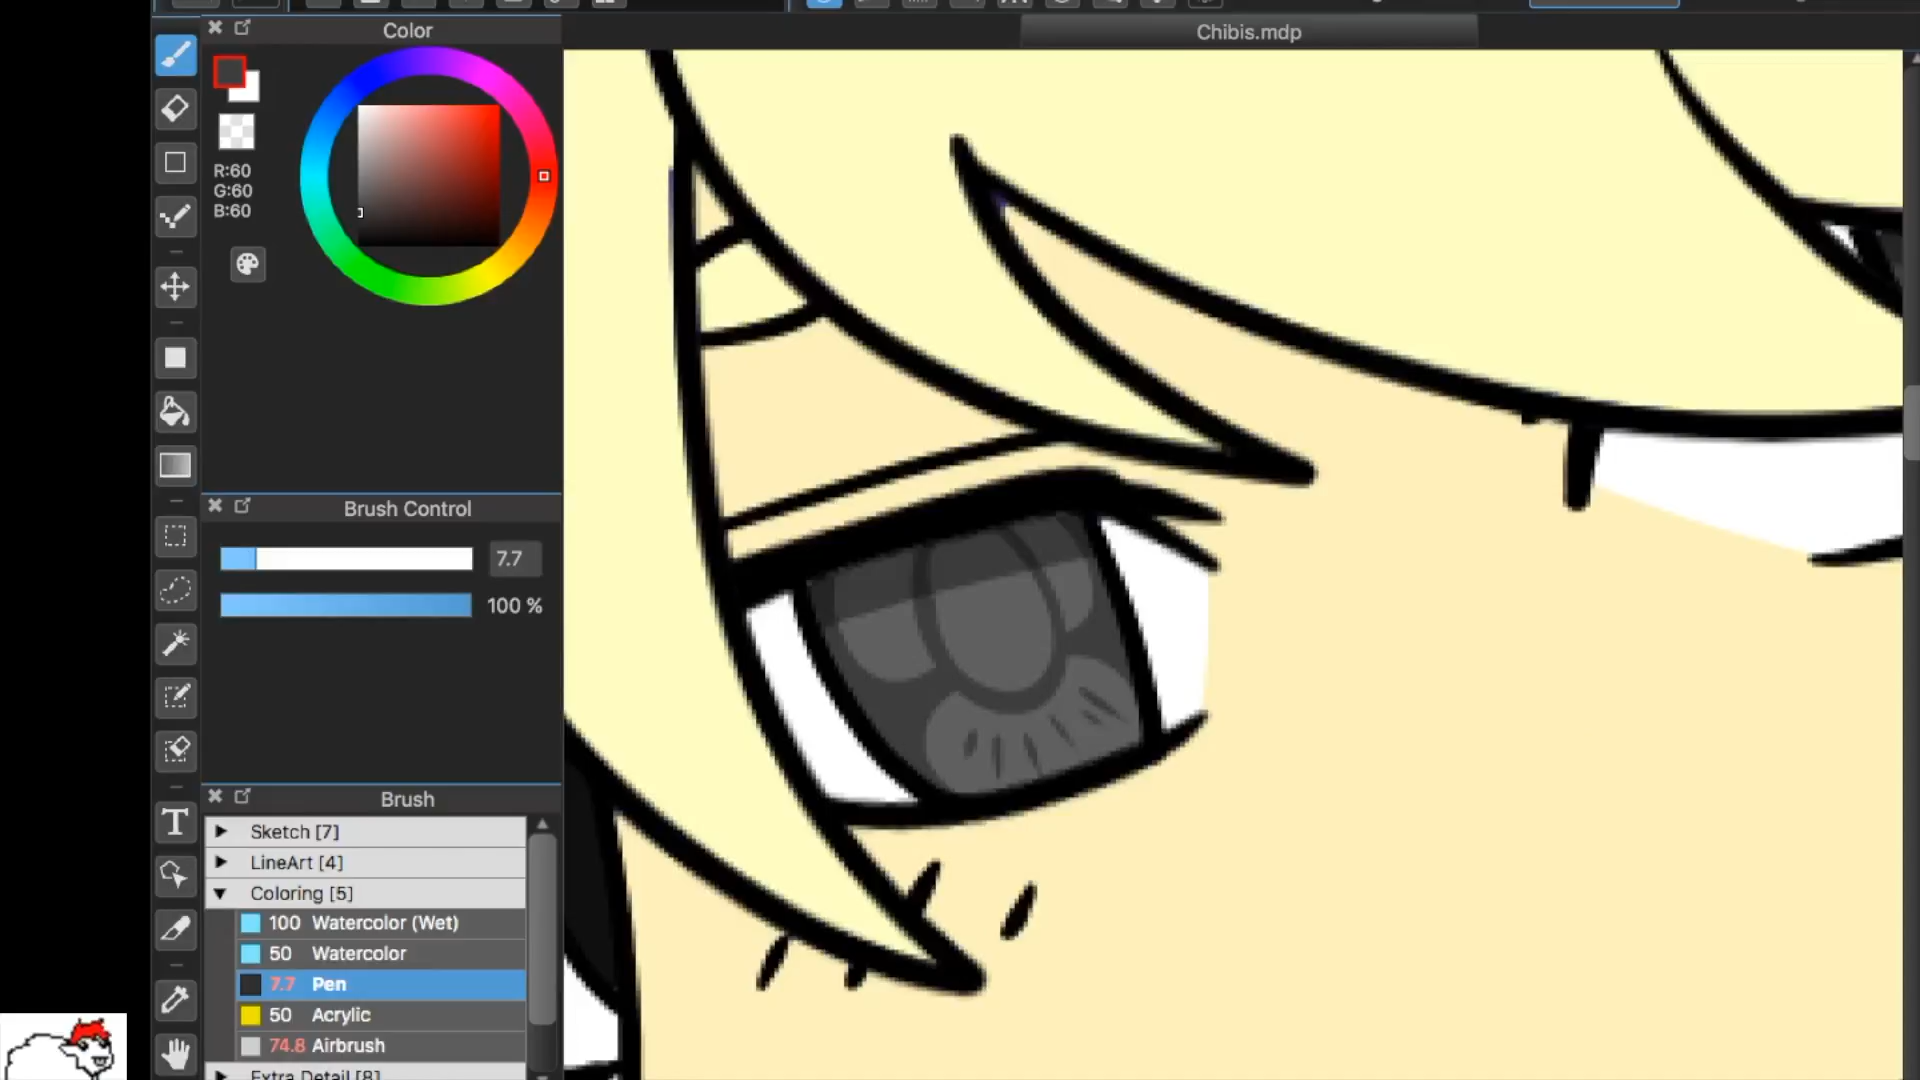 Color
Chibis.mdp
R:60
G:60
B:60
Brush Control
7.7
100 %
Brush
Sketch [7]
LineArt [4]
Coloring [5]
100 Watercolor (Wet)
50 Watercolor
7.7 Pen
50 Acrylic
74.8 Airbrush
Extra Detail [8]
T